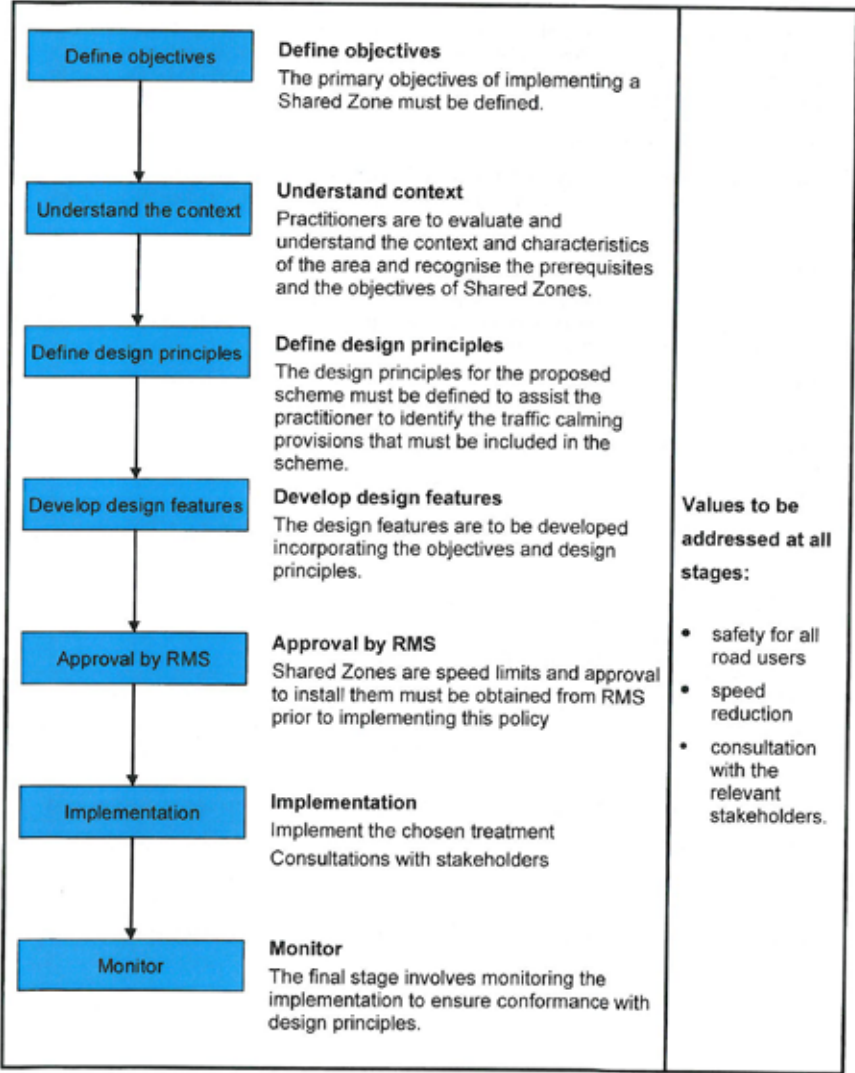 Define objectives
Define objectives
The primary objectives of implementing a
Shared Zone must be defined.
Understand the context
Understand context
Practitioners are to evaluate and
understand the context and characteristics
of the area and recognise the prerequisites
and the objectives of Shared Zones.
Define design principles
Define design principles
The design principles for the proposed
scheme must be defined to assist the
practitioner to identify the traffic calming
provisions that must be included in the
scheme.
Develop design features
Develop design features
The design features are to be developed
incorporating the objectives and design
principles.
Approval by RMS
Approval by RMS
Shared Zones are speed limits and approval
to install them must be obtained from RMS
prior to implementing this policy
Implementation
Implementation
Implement the chosen treatment
Consultations with stakeholders
Monitor
Monitor
The final stage involves monitoring the
implementation to ensure conformance with
design principles.
Values to be
addressed at all
stages:
• safety for all
road users
• speed
reduction
• consultation
with the
relevant
stakeholders.